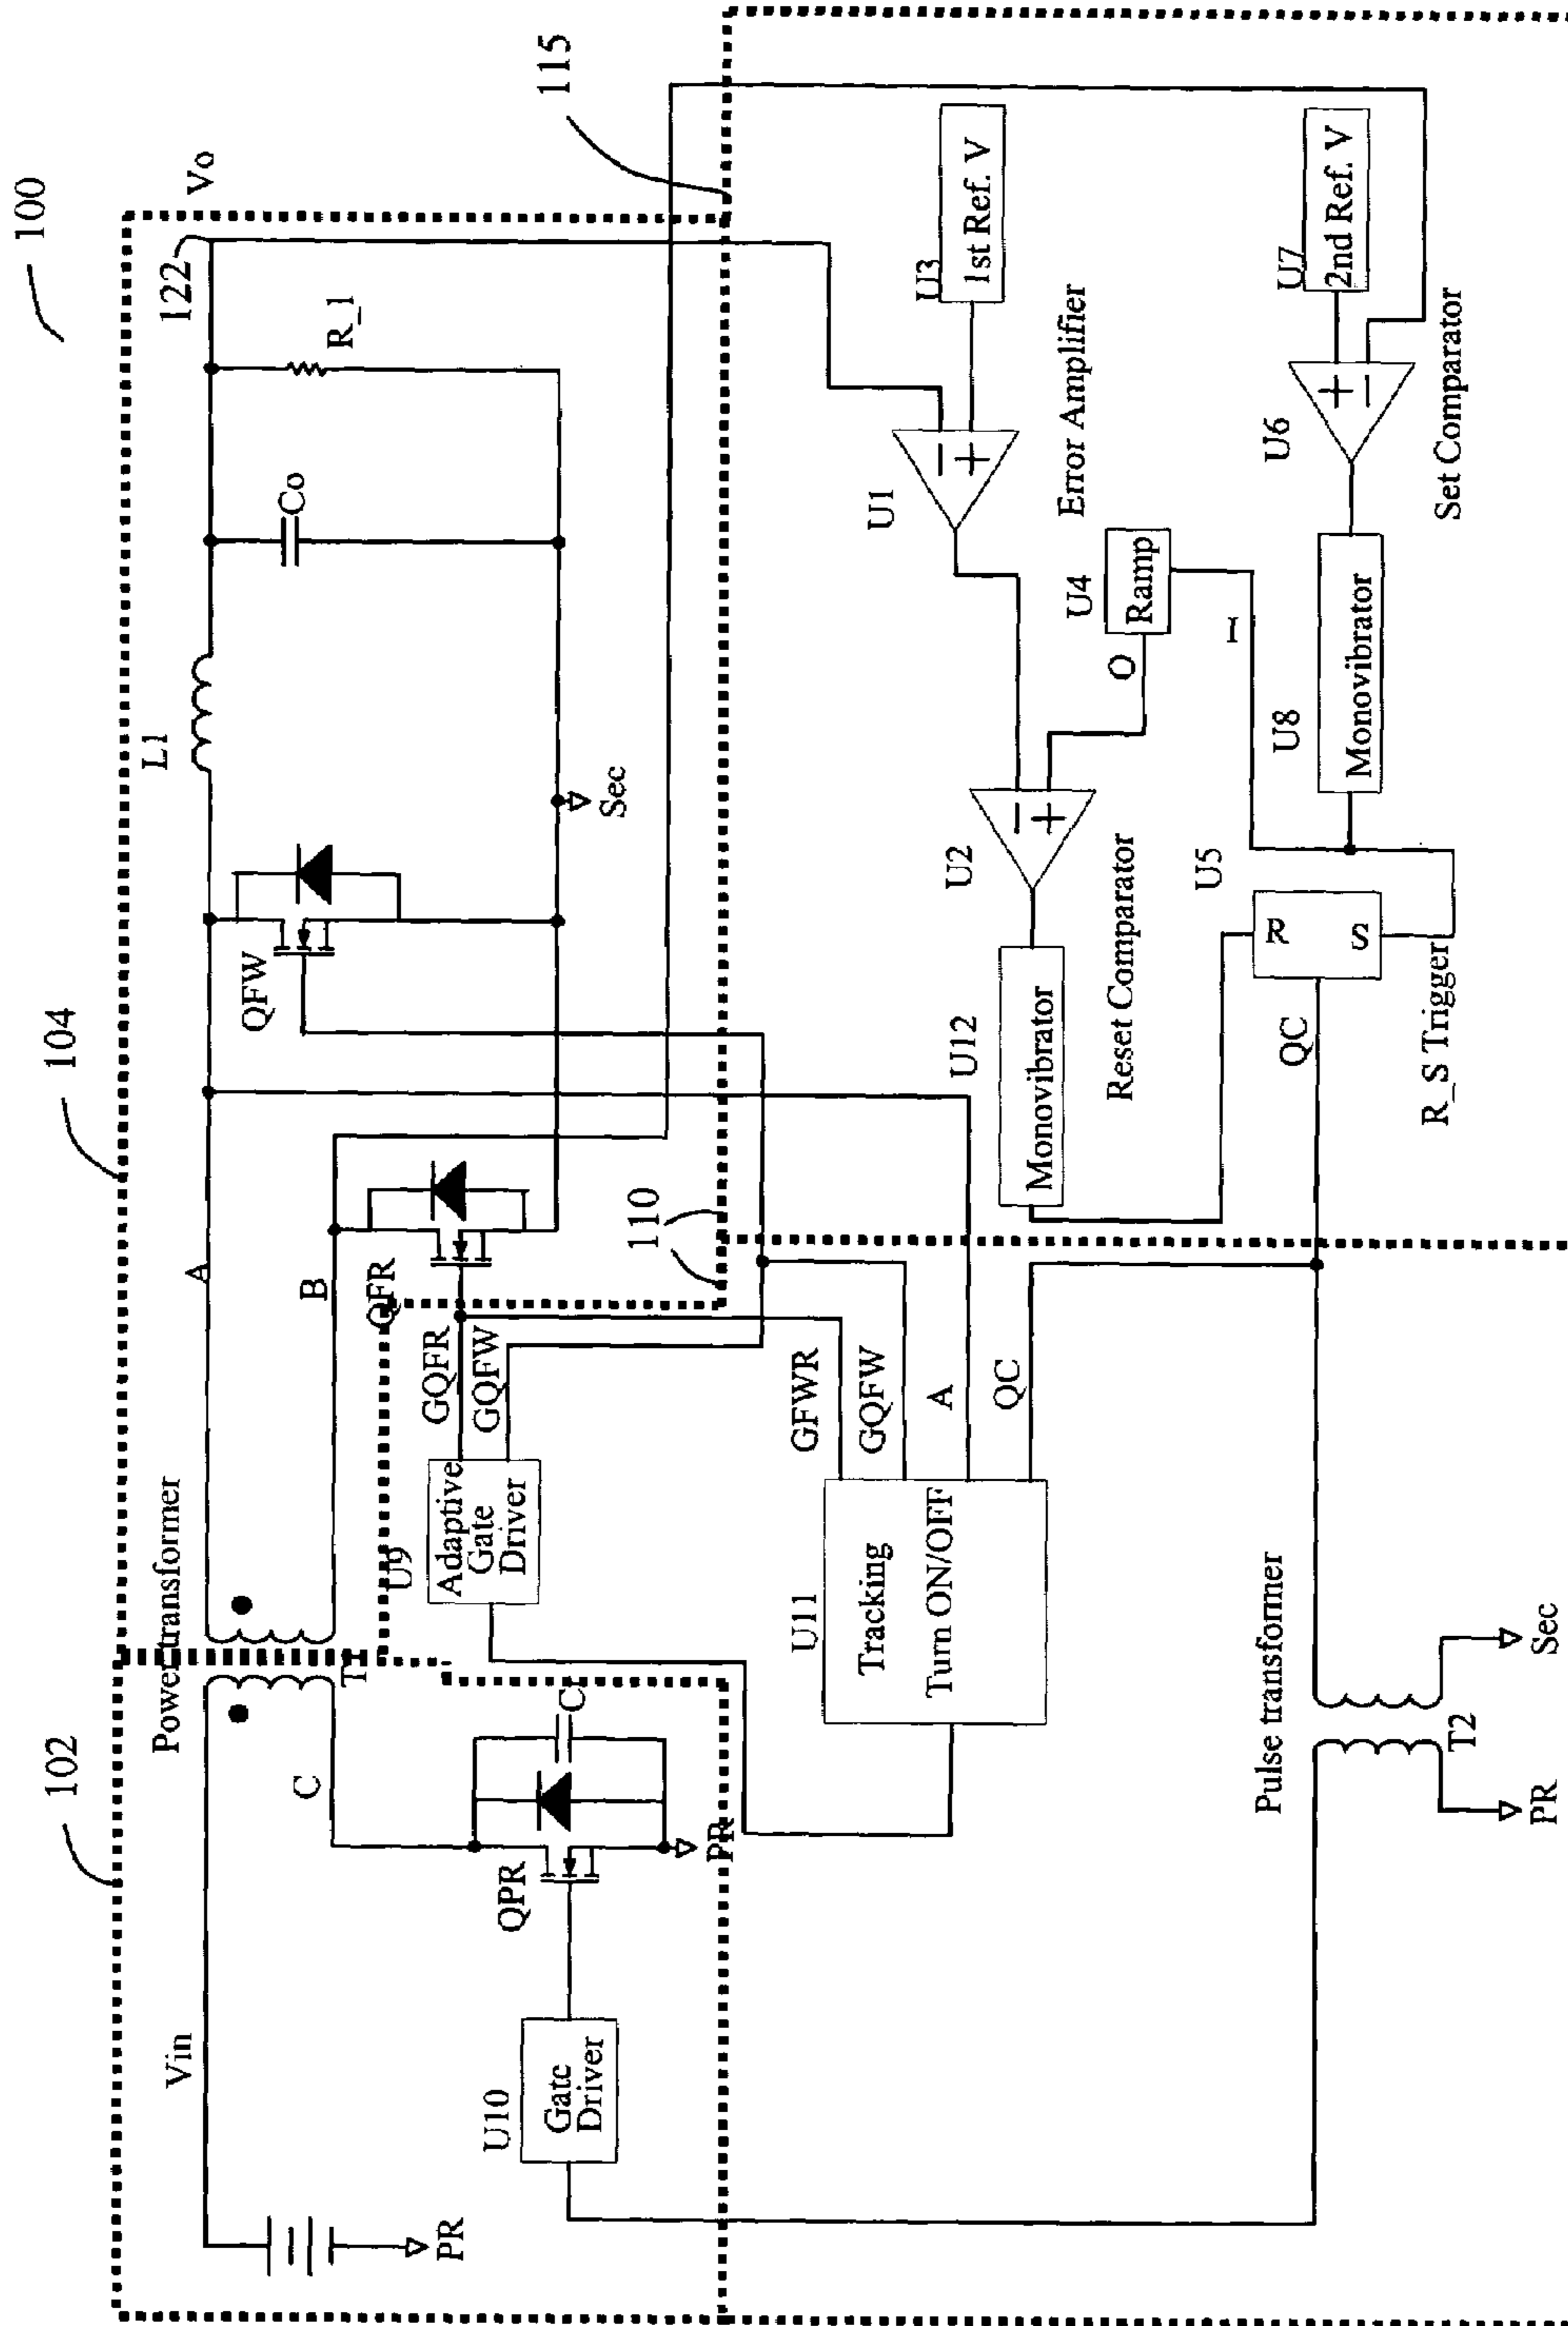 100
102
104
115
Vin
Power transformer
A
L1
122
Vo
T
C
B
QFW
Co
R_1
PR
QPR
C
PR
U10
Gate
Driver
U9
Adaptive
Gate
Driver
GQFR
GQFW
QFR
110
Sec
U11
Tracking
Turn ON/OFF
GFWR
GQFW
A
QC
U12
Monovibrator
U2
−
+
Reset Comparator
U1
−
+
Error Amplifier
U3
1st Ref. V
U4
Ramp
O
I
U5
R
S
QC
R_S Trigger
U8
Monovibrator
U6
+
−
Set Comparator
U7
2nd Ref. V
Pulse transformer
T2
PR
Sec